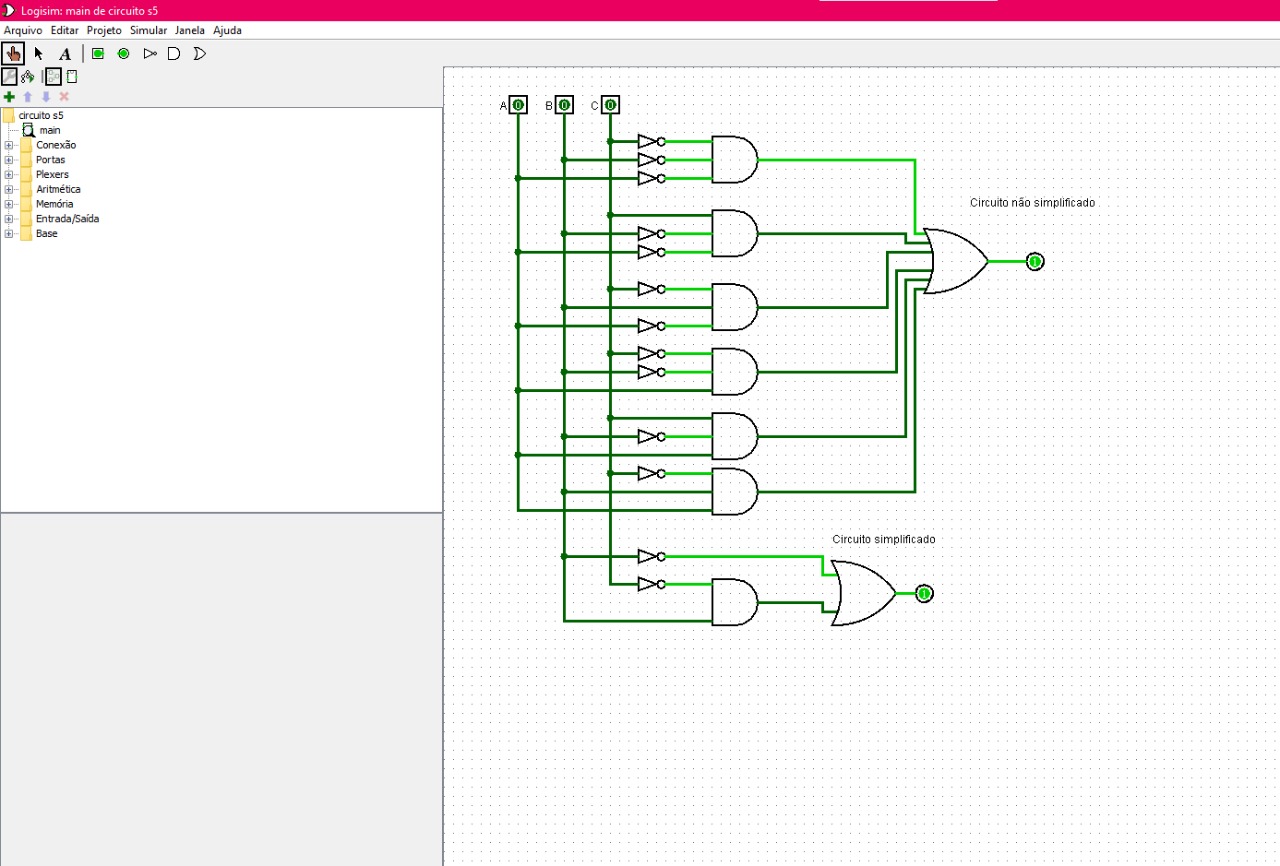 Logisim: main de circuito s5
Arquivo Editar Projeto Simular Janela Ajuda
A
circuito s5
main
Conexão
Portas
Plexers
Aritmética
Memória
Entrada/Saída
Base
A 0 B 0 C 0
Circuito não simplificado
1
Circuito simplificado
1